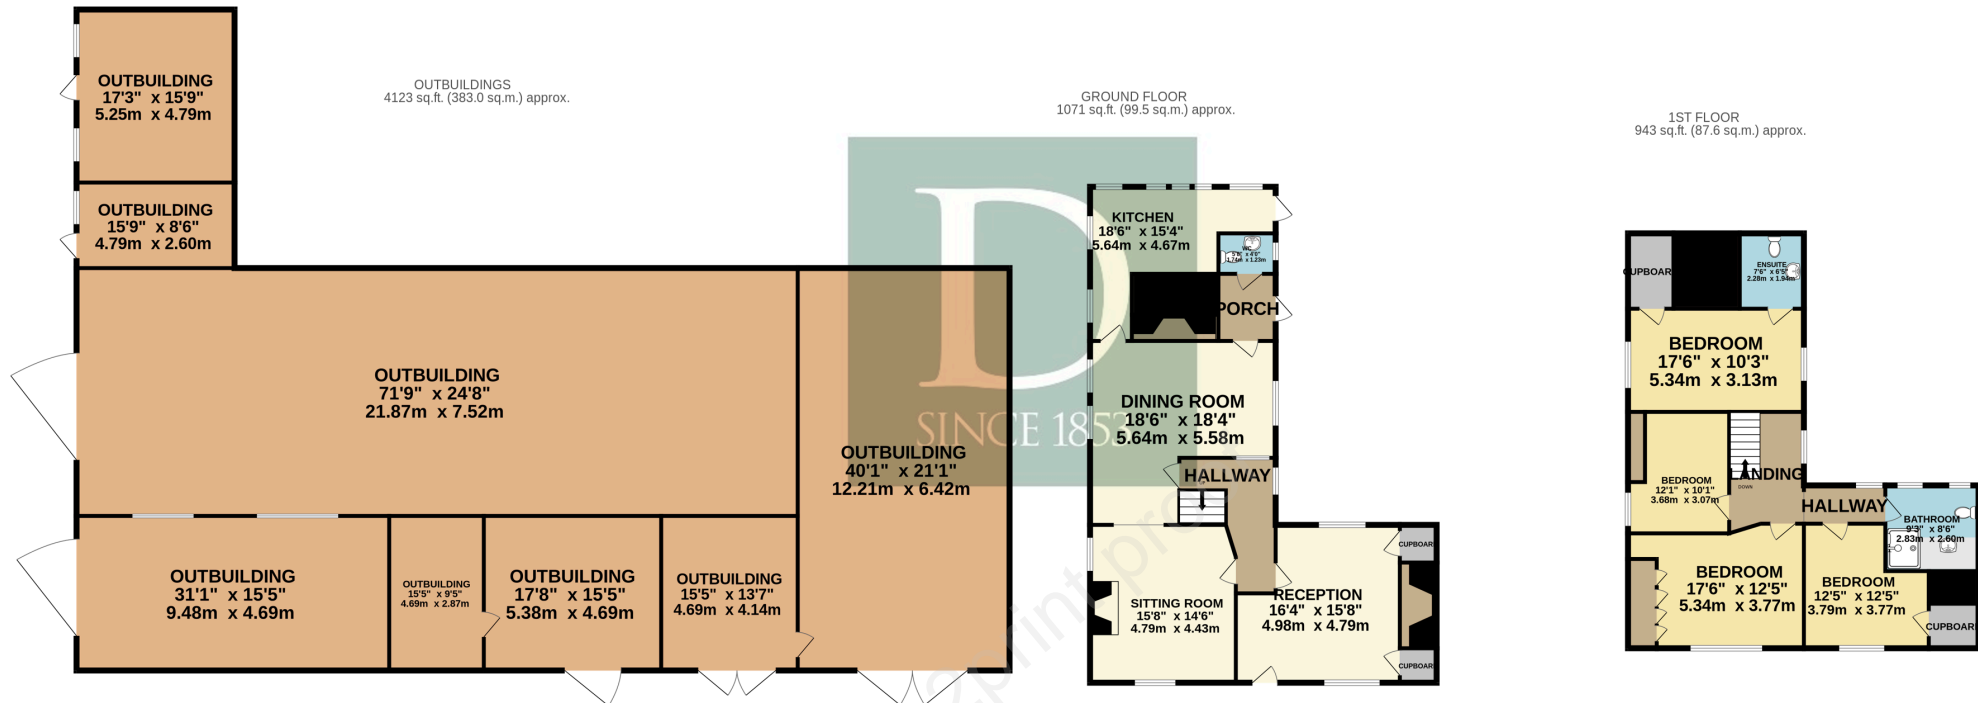 OUTBUILDING
17'3" x 15'9"
5.25m x 4.79m
OUTBUILDING
15'9" x 8'6"
4.79m x 2.60m
OUTBUILDINGS
4123 sq.ft. (383.0 sq.m.) approx.
OUTBUILDING
71'9" x 24'8"
21.87m x 7.52m
OUTBUILDING
40'1" x 21'1"
12.21m x 6.42m
OUTBUILDING
31'1" x 15'5"
9.48m x 4.69m
OUTBUILDING
15'5" x 9'5"
4.69m x 2.87m
OUTBUILDING
17'8" x 15'5"
5.38m x 4.69m
OUTBUILDING
15'5" x 13'7"
4.69m x 4.14m
D
SINCE 1853
GROUND FLOOR
1071 sq.ft. (99.5 sq.m.) approx.
KITCHEN
18'6" x 15'4"
5.64m x 4.67m
WC
1.74m x 1.23m
PORCH
DINING ROOM
18'6" x 18'4"
5.64m x 5.58m
HALLWAY
SITTING ROOM
15'8" x 14'6"
4.79m x 4.43m
RECEPTION
16'4" x 15'8"
4.98m x 4.79m
CUPBOARD
CUPBOARD
1ST FLOOR
943 sq.ft. (87.6 sq.m.) approx.
CUPBOARD
ENSUITE
7'6" x 6'5"
2.28m x 1.94m
BEDROOM
17'6" x 10'3"
5.34m x 3.13m
BEDROOM
12'1" x 10'1"
3.68m x 3.07m
LANDING
DOWN
HALLWAY
BATHROOM
9'3" x 8'6"
2.83m x 2.60m
BEDROOM
17'6" x 12'5"
5.34m x 3.77m
BEDROOM
12'5" x 12'5"
3.79m x 3.77m
CUPBOARD